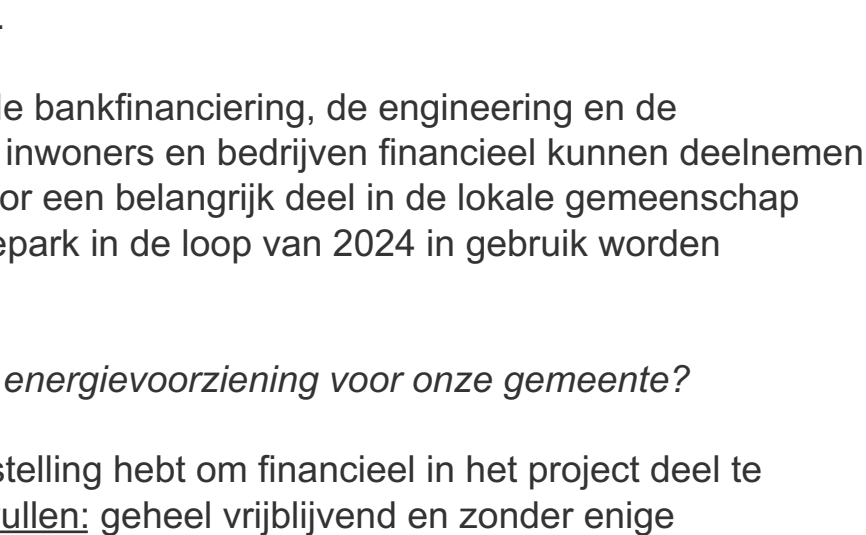 .
de bankfinanciering, de engineering en de
inwoners en bedrijven financieel kunnen deelnemen
or een belangrijk deel in de lokale gemeenschap
epark in de loop van 2024 in gebruik worden
energievoorziening voor onze gemeente?
stelling hebt om financieel in het project deel te
ullen: geheel vrijblijvend en zonder enige